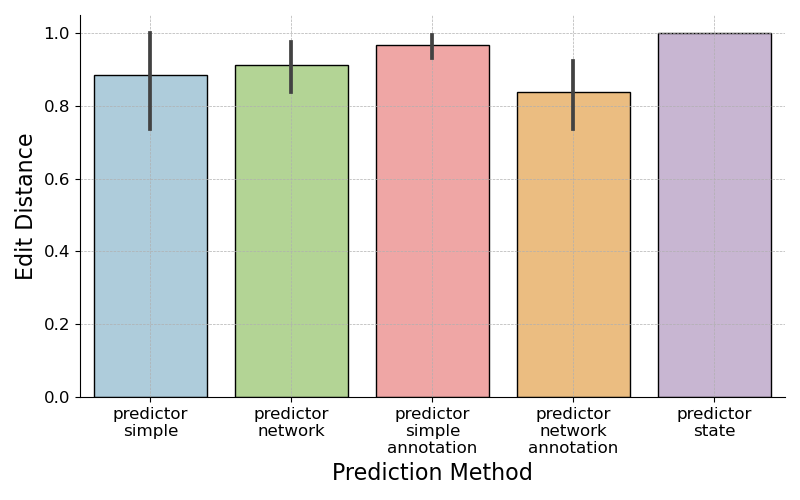 1.0
0.8
0.6
0.4
0.2
0.0
Edit Distance
predictor
simple
predictor
network
predictor
simple
annotation
predictor
network
annotation
predictor
state
Prediction Method